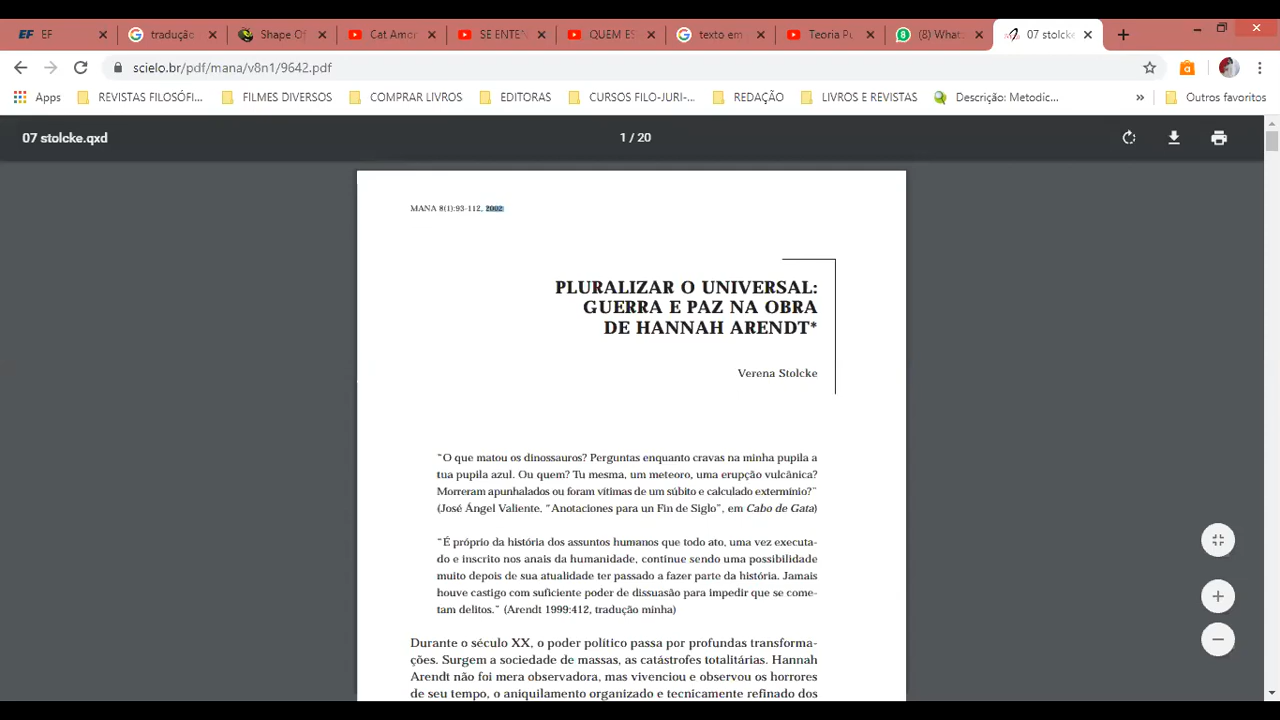 EF
tradução
Shape Of
Cat Amor
SE ENTEN
QUEM ES
texto em
Teoria Pu
(8) Whats
07 stolcke
scielo.br/pdf/mana/v8n1/9642.pdf
Apps
REVISTAS FILOSÓFI...
FILMES DIVERSOS
COMPRAR LIVROS
EDITORAS
CURSOS FILO-JURI-...
REDAÇÃO
LIVROS E REVISTAS
Descrição: Metodic...
»
Outros favoritos
07 stolcke.qxd
1 / 20
MANA 8(1):93-112, 2002
PLURALIZAR O UNIVERSAL:
GUERRA E PAZ NA OBRA
DE HANNAH ARENDT*
Verena Stolcke
"O que matou os dinossauros? Perguntas enquanto cravas na minha pupila a
tua pupila azul. Ou quem? Tu mesma, um meteoro, uma erupção vulcânica?
Morreram apunhalados ou foram vítimas de um súbito e calculado extermínio?"
(José Ángel Valiente, "Anotaciones para un Fin de Siglo", em Cabo de Gata)
"É próprio da história dos assuntos humanos que todo ato, uma vez executa-
do e inscrito nos anais da humanidade, continue sendo uma possibilidade
muito depois de sua atualidade ter passado a fazer parte da história. Jamais
houve castigo com suficiente poder de dissuasão para impedir que se come-
tam delitos." (Arendt 1999:412, tradução minha)
Durante o século XX, o poder político passa por profundas transforma-
ções. Surgem a sociedade de massas, as catástrofes totalitárias. Hannah
Arendt não foi mera observadora, mas vivenciou e observou os horrores
de seu tempo, o aniquilamento organizado e tecnicamente refinado dos